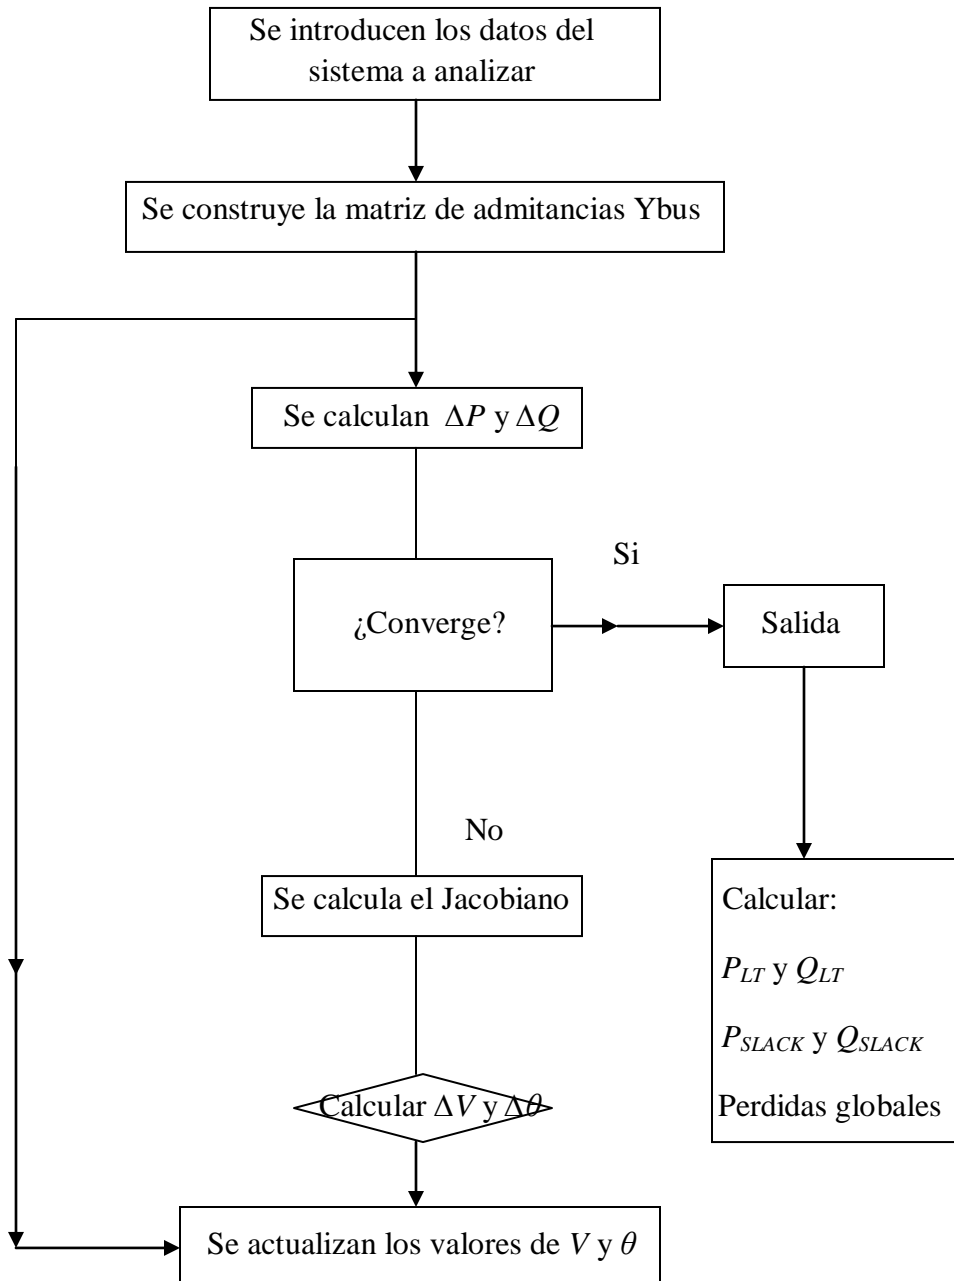 Se introducen los datos del
sistema a analizar
Se construye la matriz de admitancias Ybus
Se calculan ΔP y ΔQ
Si
¿Converge?
Salida
No
Se calcula el Jacobiano
Calcular:
P_LT y Q_LT
P_SLACK y Q_SLACK
Perdidas globales
Calcular ΔV y Δθ
Se actualizan los valores de V y θ